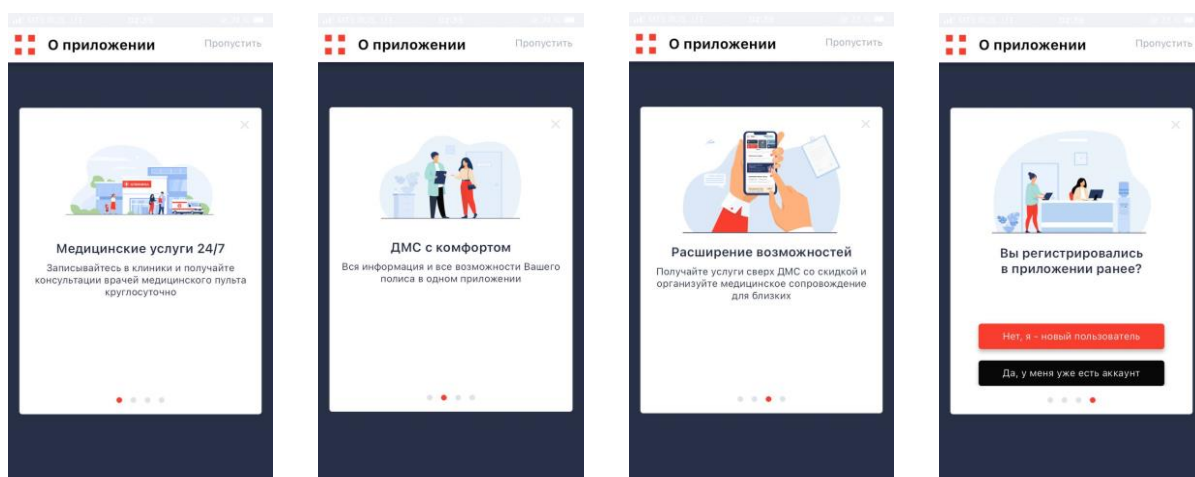 О приложении
Пропустить
Медицинские услуги 24/7
Записывайтесь в клиники и получайте
консультации врачей медицинского пульта
круглосуточно
О приложении
Пропустить
ДМС с комфортом
Вся информация и все возможности Вашего
полиса в одном приложении
О приложении
Пропустить
Расширение возможностей
Получайте услуги сверх ДМС со скидкой и
организуйте медицинское сопровождение
для близких
О приложении
Пропустить
Вы регистрировались
в приложении ранее?
Нет, я - новый пользователь
Да, у меня уже есть аккаунт